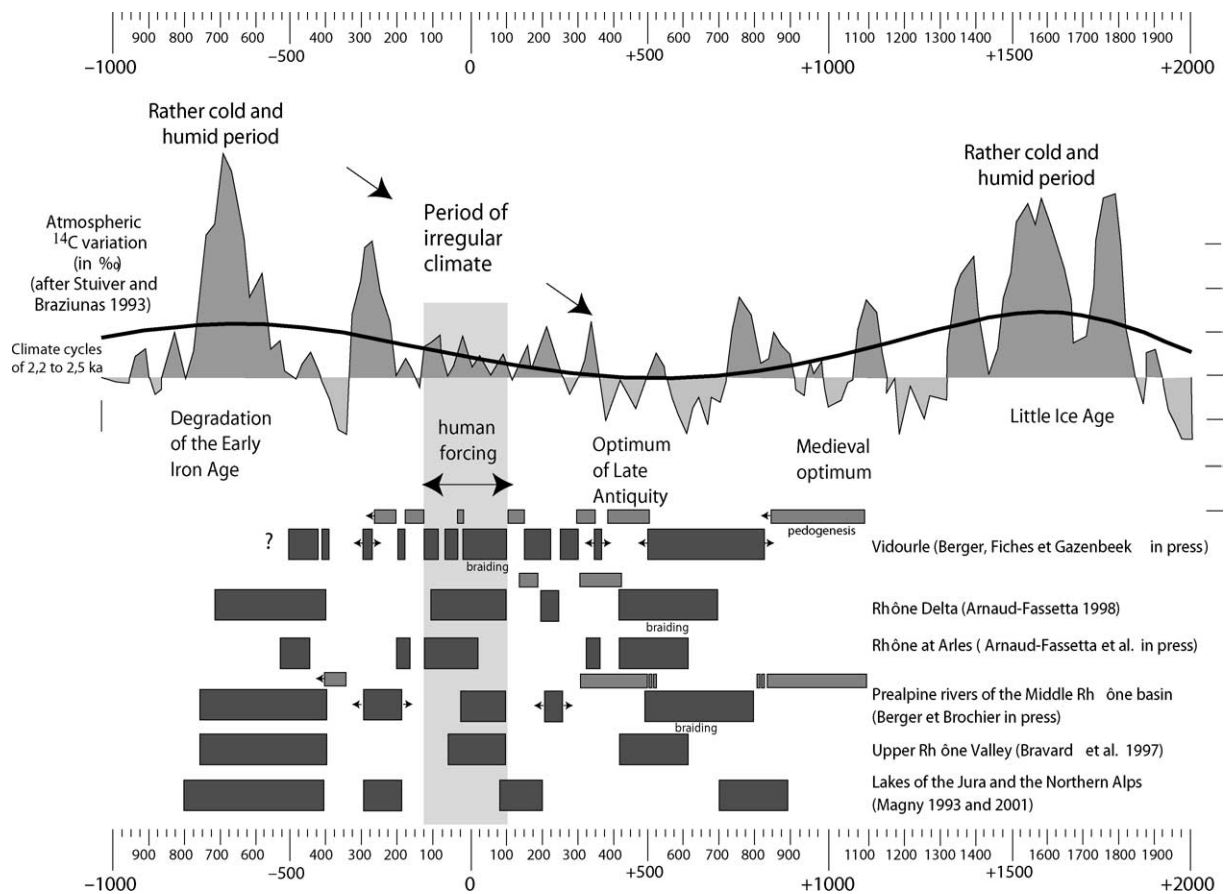 900 800 700 600 400 300 200 100 100 200 300 400 600 700 800 900 1100 1200 1300 1400 1600 1700 1800 1900
–1000 –500 0 +500 +1000 +1500 +2000
Rather cold and
humid period
Rather cold and
humid period
Period of
irregular
climate
Atmospheric
14C variation
(in ‰)
(after Stuiver and
Braziunas 1993)
Climate cycles
of 2,2 to 2,5 ka
Degradation
of the Early
Iron Age
human
forcing
Optimum
of Late
Antiquity
Medieval
optimum
Little Ice Age
pedogenesis
?
braiding
Vidourle (Berger, Fiches et Gazenbeek in press)
Rhône Delta (Arnaud-Fassetta 1998)
braiding
Rhône at Arles ( Arnaud-Fassetta et al. in press)
Prealpine rivers of the Middle Rh ône basin
(Berger et Brochier in press)
braiding
Upper Rh ône Valley (Bravard et al. 1997)
Lakes of the Jura and the Northern Alps
(Magny 1993 and 2001)
900 800 700 600 400 300 200 100 100 200 300 400 600 700 800 900 1100 1200 1300 1400 1600 1700 1800 1900
–1000 –500 0 +500 +1000 +1500 +2000